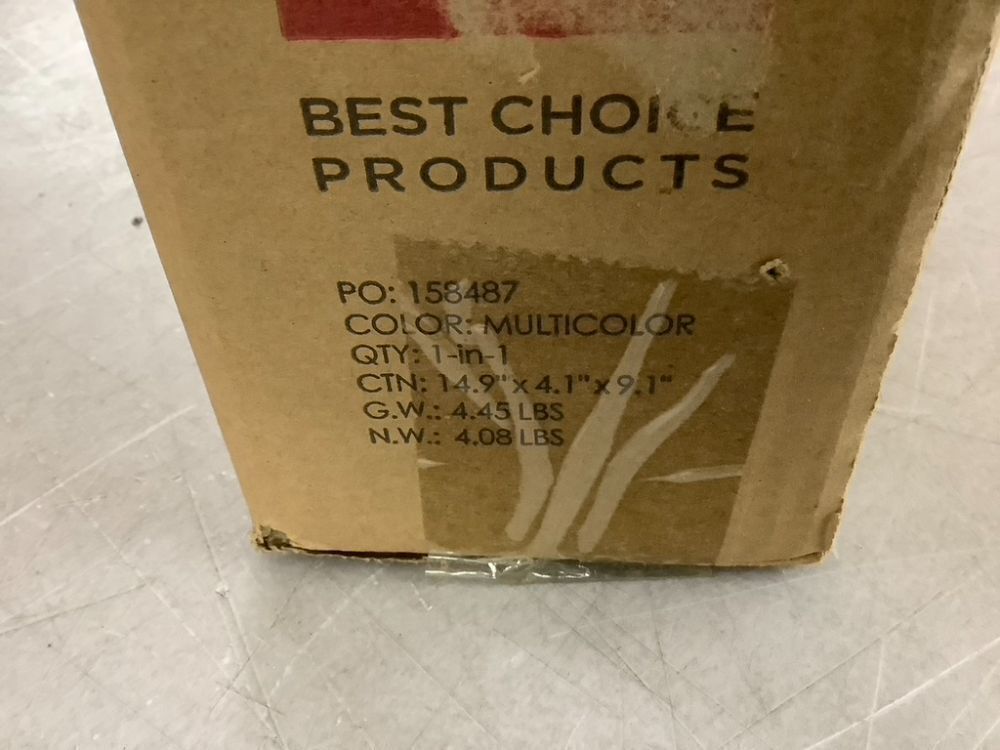 BEST CHOICE
PRODUCTS
PO: 158487
COLOR: MULTICOLOR
QTY: 1-in-1
CTN: 14.9"x 4.1"x 9.1"
G.W.: 4.45 LBS
N.W.: 4.08 LBS